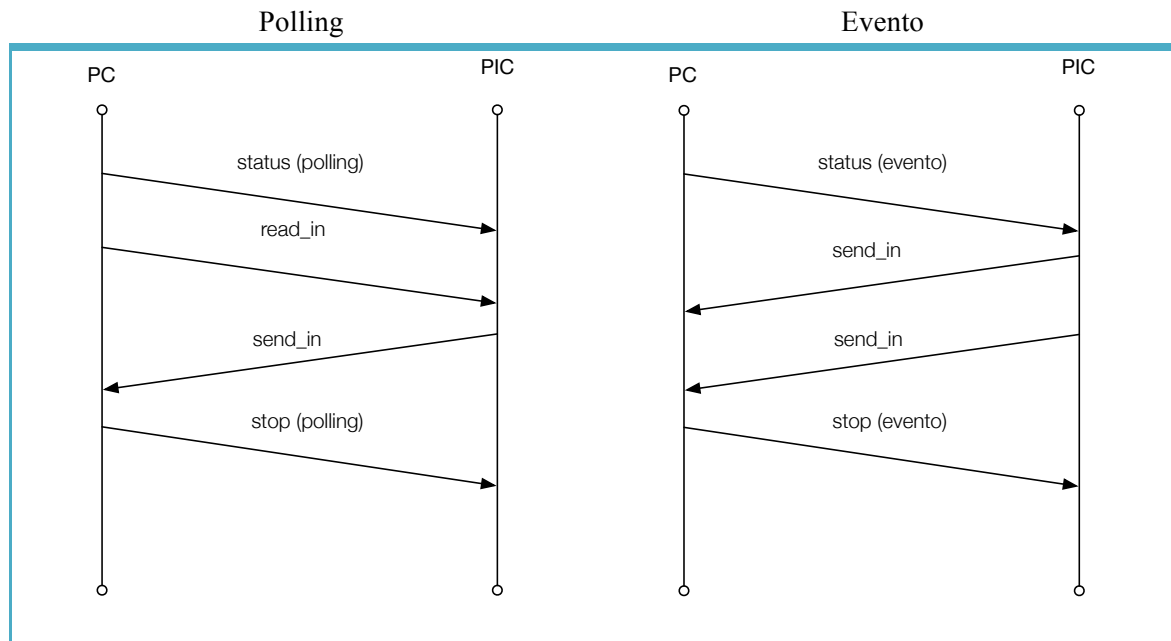 Polling
Evento
PC
PIC
status (polling)
read_in
send_in
stop (polling)
PC
PIC
status (evento)
send_in
send_in
stop (evento)